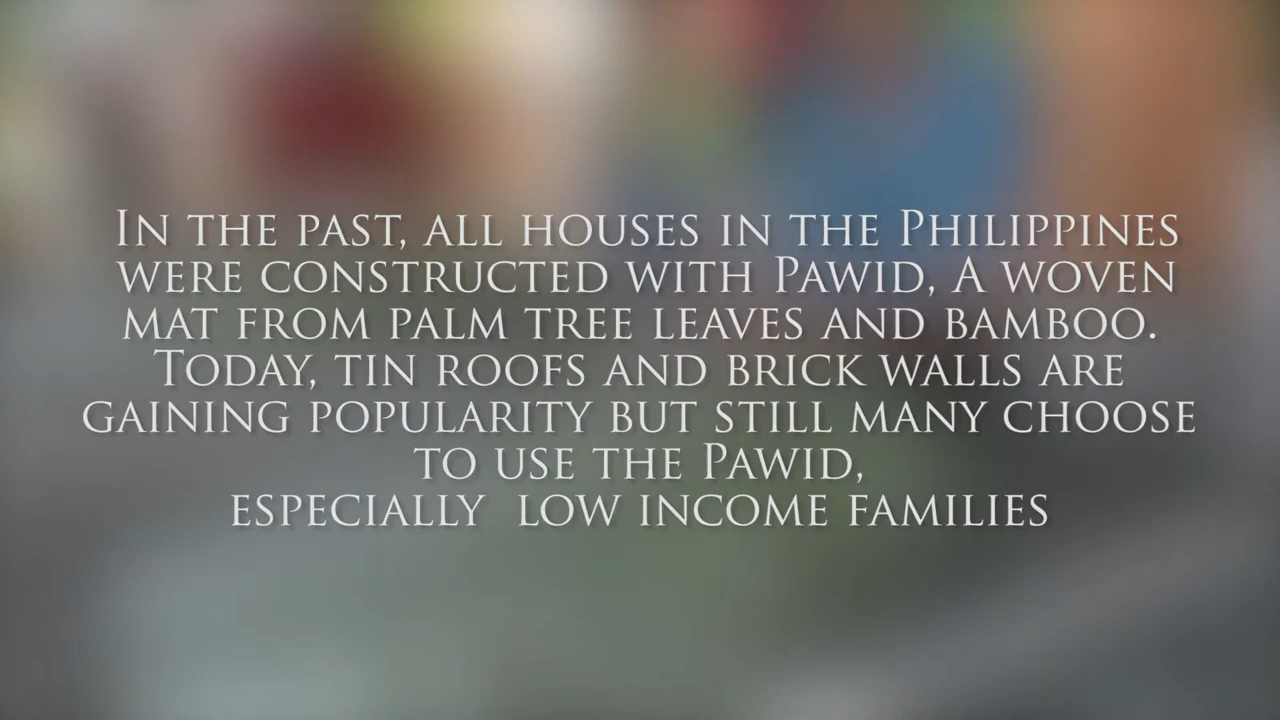 In the past, all houses in the Philippines
were constructed with Pawid, A woven
mat from palm tree leaves and bamboo.
Today, tin roofs and brick walls are
gaining popularity but still many choose
to use the Pawid,
especially  low income families